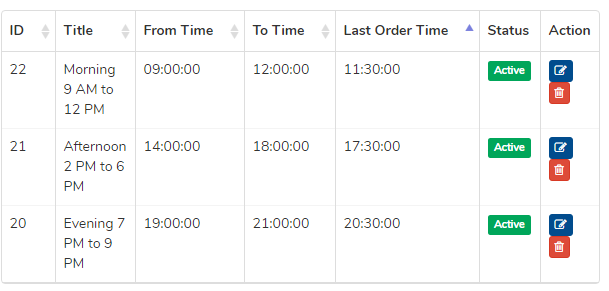 ID Title From Time To Time Last Order Time Status Action
22 Morning 09:00:00 12:00:00 11:30:00 Active
9 AM to
12 PM
21 Afternoon 14:00:00 18:00:00 17:30:00 Active
2 PM to 6
PM
20 Evening 7 19:00:00 21:00:00 20:30:00 Active
PM to 9
PM